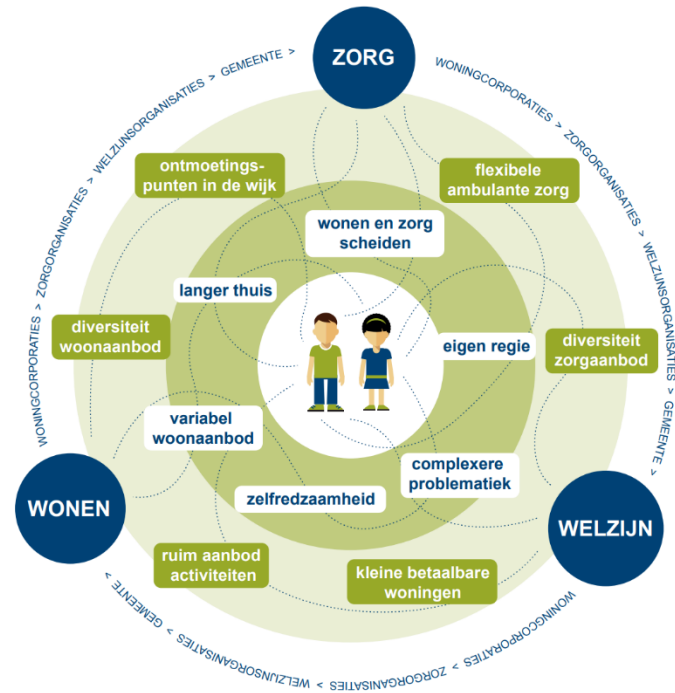 ZORG
WONINGCORPORATIES > ZORGORGANISATIES > WELZIJNSORGANISATIES > GEMEENTE >
WONINGCORPORATIES > ZORGORGANISATIES > WELZIJNSORGANISATIES > GEMEENTE >
ontmoetings-
punten in de wijk
flexibele
ambulante zorg
wonen en zorg
scheiden
langer thuis
diversiteit
woonaanbod
eigen regie
diversiteit
zorgaanbod
variabel
woonaanbod
complexere
problematiek
zelfredzaamheid
WONEN
WELZIJN
ruim aanbod
activiteiten
kleine betaalbare
woningen
WONINGCORPORATIES > ZORGORGANISATIES > WELZIJNSORGANISATIES > GEMEENTE >